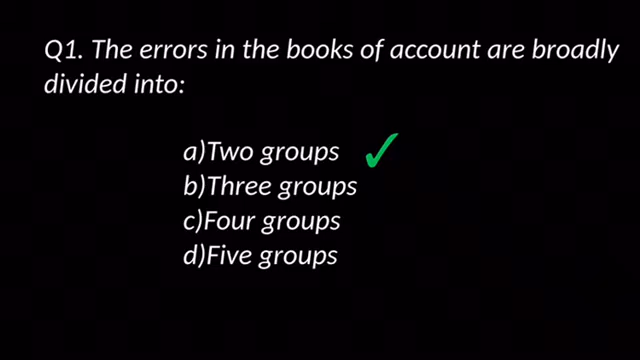 Q1. The errors in the books of account are broadly
divided into:
a)Two groups
b)Three groups
c)Four groups
d)Five groups